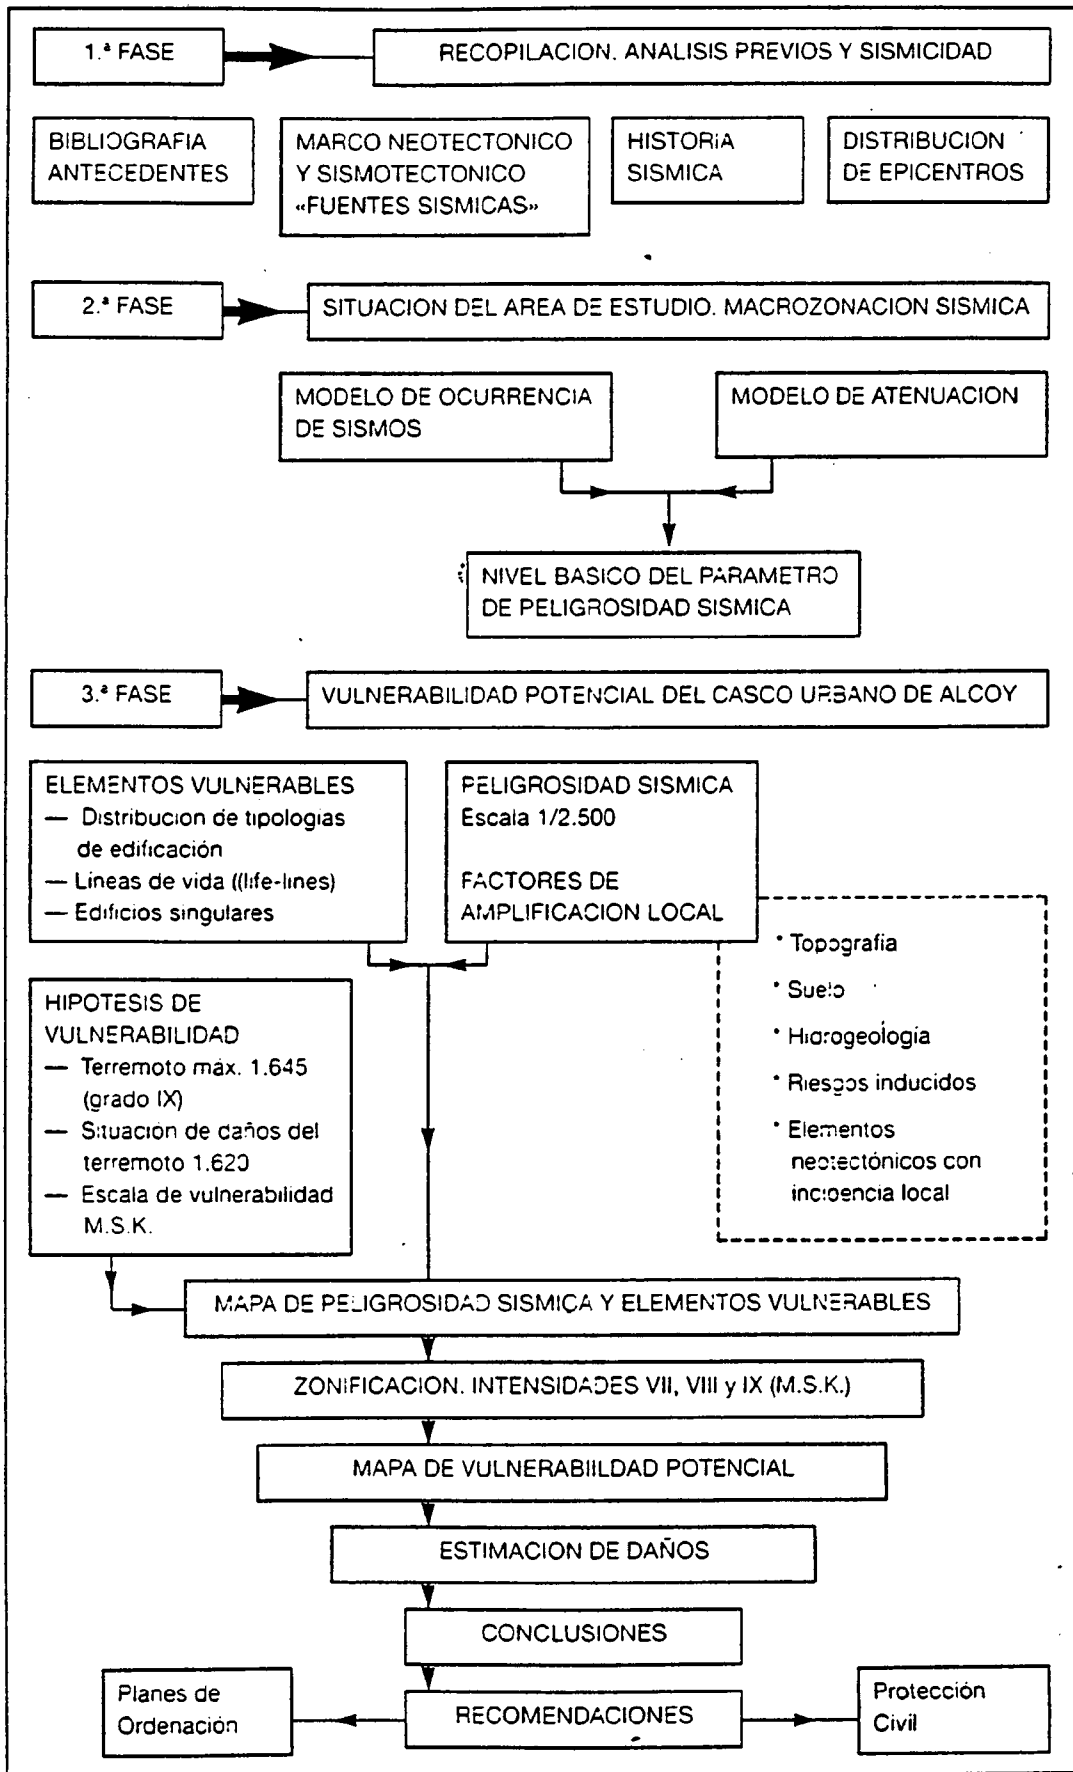 1.ª FASE
RECOPILACION. ANALISIS PREVIOS Y SISMICIDAD
BIBLIOGRAFIA
ANTECEDENTES
MARCO NEOTECTONICO
Y SISMOTECTONICO
«FUENTES SISMICAS»
HISTORIA
SISMICA
DISTRIBUCION
DE EPICENTROS
2.ª FASE
SITUACION DEL AREA DE ESTUDIO. MACROZONACION SISMICA
MODELO DE OCURRENCIA
DE SISMOS
MODELO DE ATENUACION
NIVEL BASICO DEL PARAMETRO
DE PELIGROSIDAD SISMICA
3.ª FASE
VULNERABILIDAD POTENCIAL DEL CASCO URBANO DE ALCOY
ELEMENTOS VULNERABLES
— Distribucion de tipologias
de edificación
— Lineas de vida ((life-lines)
— Edificios singulares
PELIGROSIDAD SISMICA
Escala 1/2.500
FACTORES DE
AMPLIFICACION LOCAL
* Topografia
* Suelo
* Hidrogeología
* Riesgos inducidos
* Elementos
neotectónicos con
incidencia local
HIPOTESIS DE
VULNERABILIDAD
— Terremoto máx. 1.645
(grado IX)
— Situación de daños del
terremoto 1.620
— Escala de vulnerabilidad
M.S.K.
MAPA DE PELIGROSIDAD SISMICA Y ELEMENTOS VULNERABLES
ZONIFICACION. INTENSIDADES VII, VIII y IX (M.S.K.)
MAPA DE VULNERABIILDAD POTENCIAL
ESTIMACION DE DAÑOS
CONCLUSIONES
RECOMENDACIONES
Planes de
Ordenación
Protección
Civil